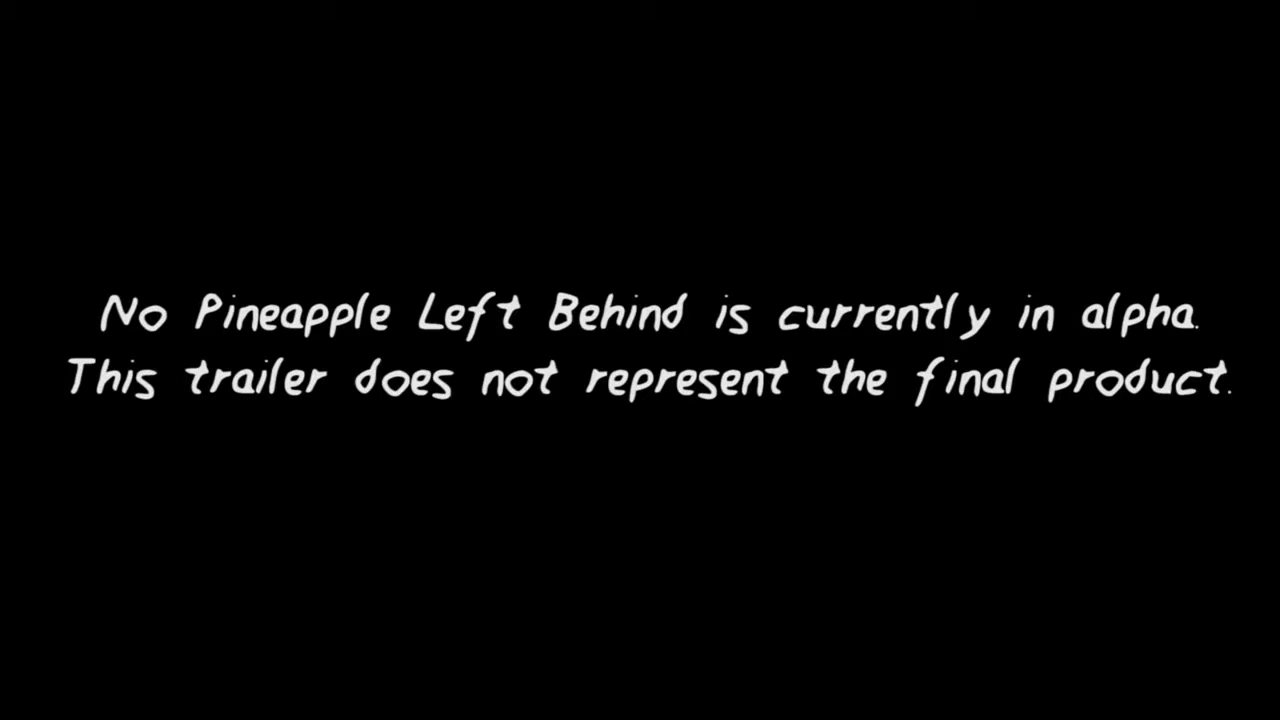 No Pineapple Left Behind is currently in alpha.
This trailer does not represent the final product.